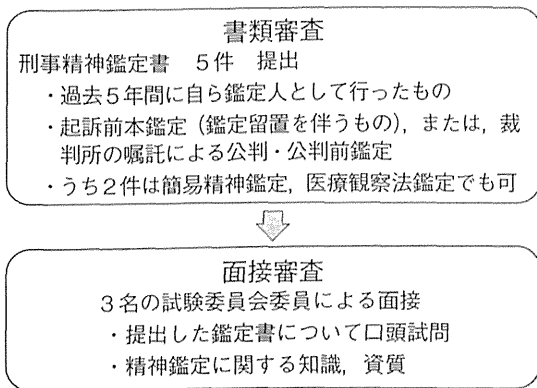 書類審査
刑事精神鑑定書　５件　提出
・過去５年間に自ら鑑定人として行ったもの
・起訴前本鑑定（鑑定留置を伴うもの），または，裁
判所の嘱託による公判・公判前鑑定
・うち２件は簡易精神鑑定，医療観察法鑑定でも可
面接審査
３名の試験委員会委員による面接
・提出した鑑定書について口頭試問
・精神鑑定に関する知識，資質